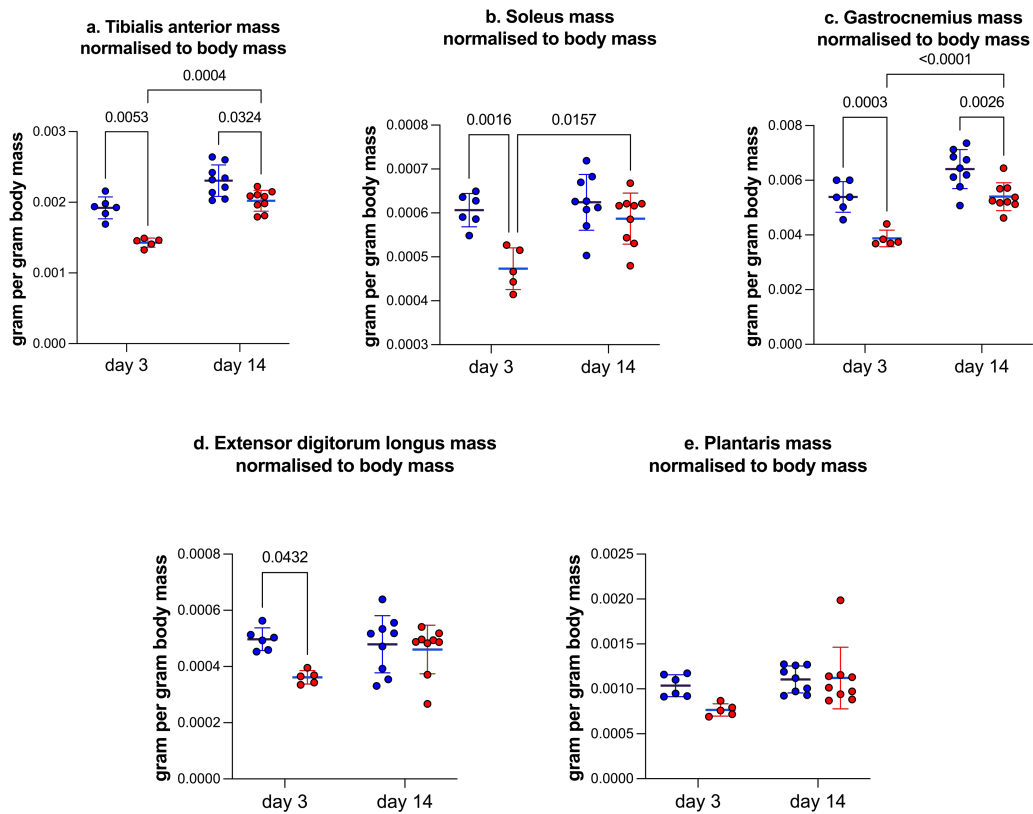 a. Tibialis anterior mass
normalised to body mass
0.0004
0.0053
0.0324
gram per gram body mass
0.003
0.002
0.001
0.000
day 3
day 14
b. Soleus mass
normalised to body mass
0.0016
0.0157
gram per gram body mass
0.0008
0.0007
0.0006
0.0005
0.0004
0.0003
day 3
day 14
c. Gastrocnemius mass
normalised to body mass
<0.0001
0.0003
0.0026
gram per gram body mass
0.008
0.006
0.004
0.002
0.000
day 3
day 14
d. Extensor digitorum longus mass
normalised to body mass
0.0432
gram per gram body mass
0.0008
0.0006
0.0004
0.0002
0.0000
day 3
day 14
e. Plantaris mass
normalised to body mass
gram per gram body mass
0.0025
0.0020
0.0015
0.0010
0.0005
0.0000
day 3
day 14